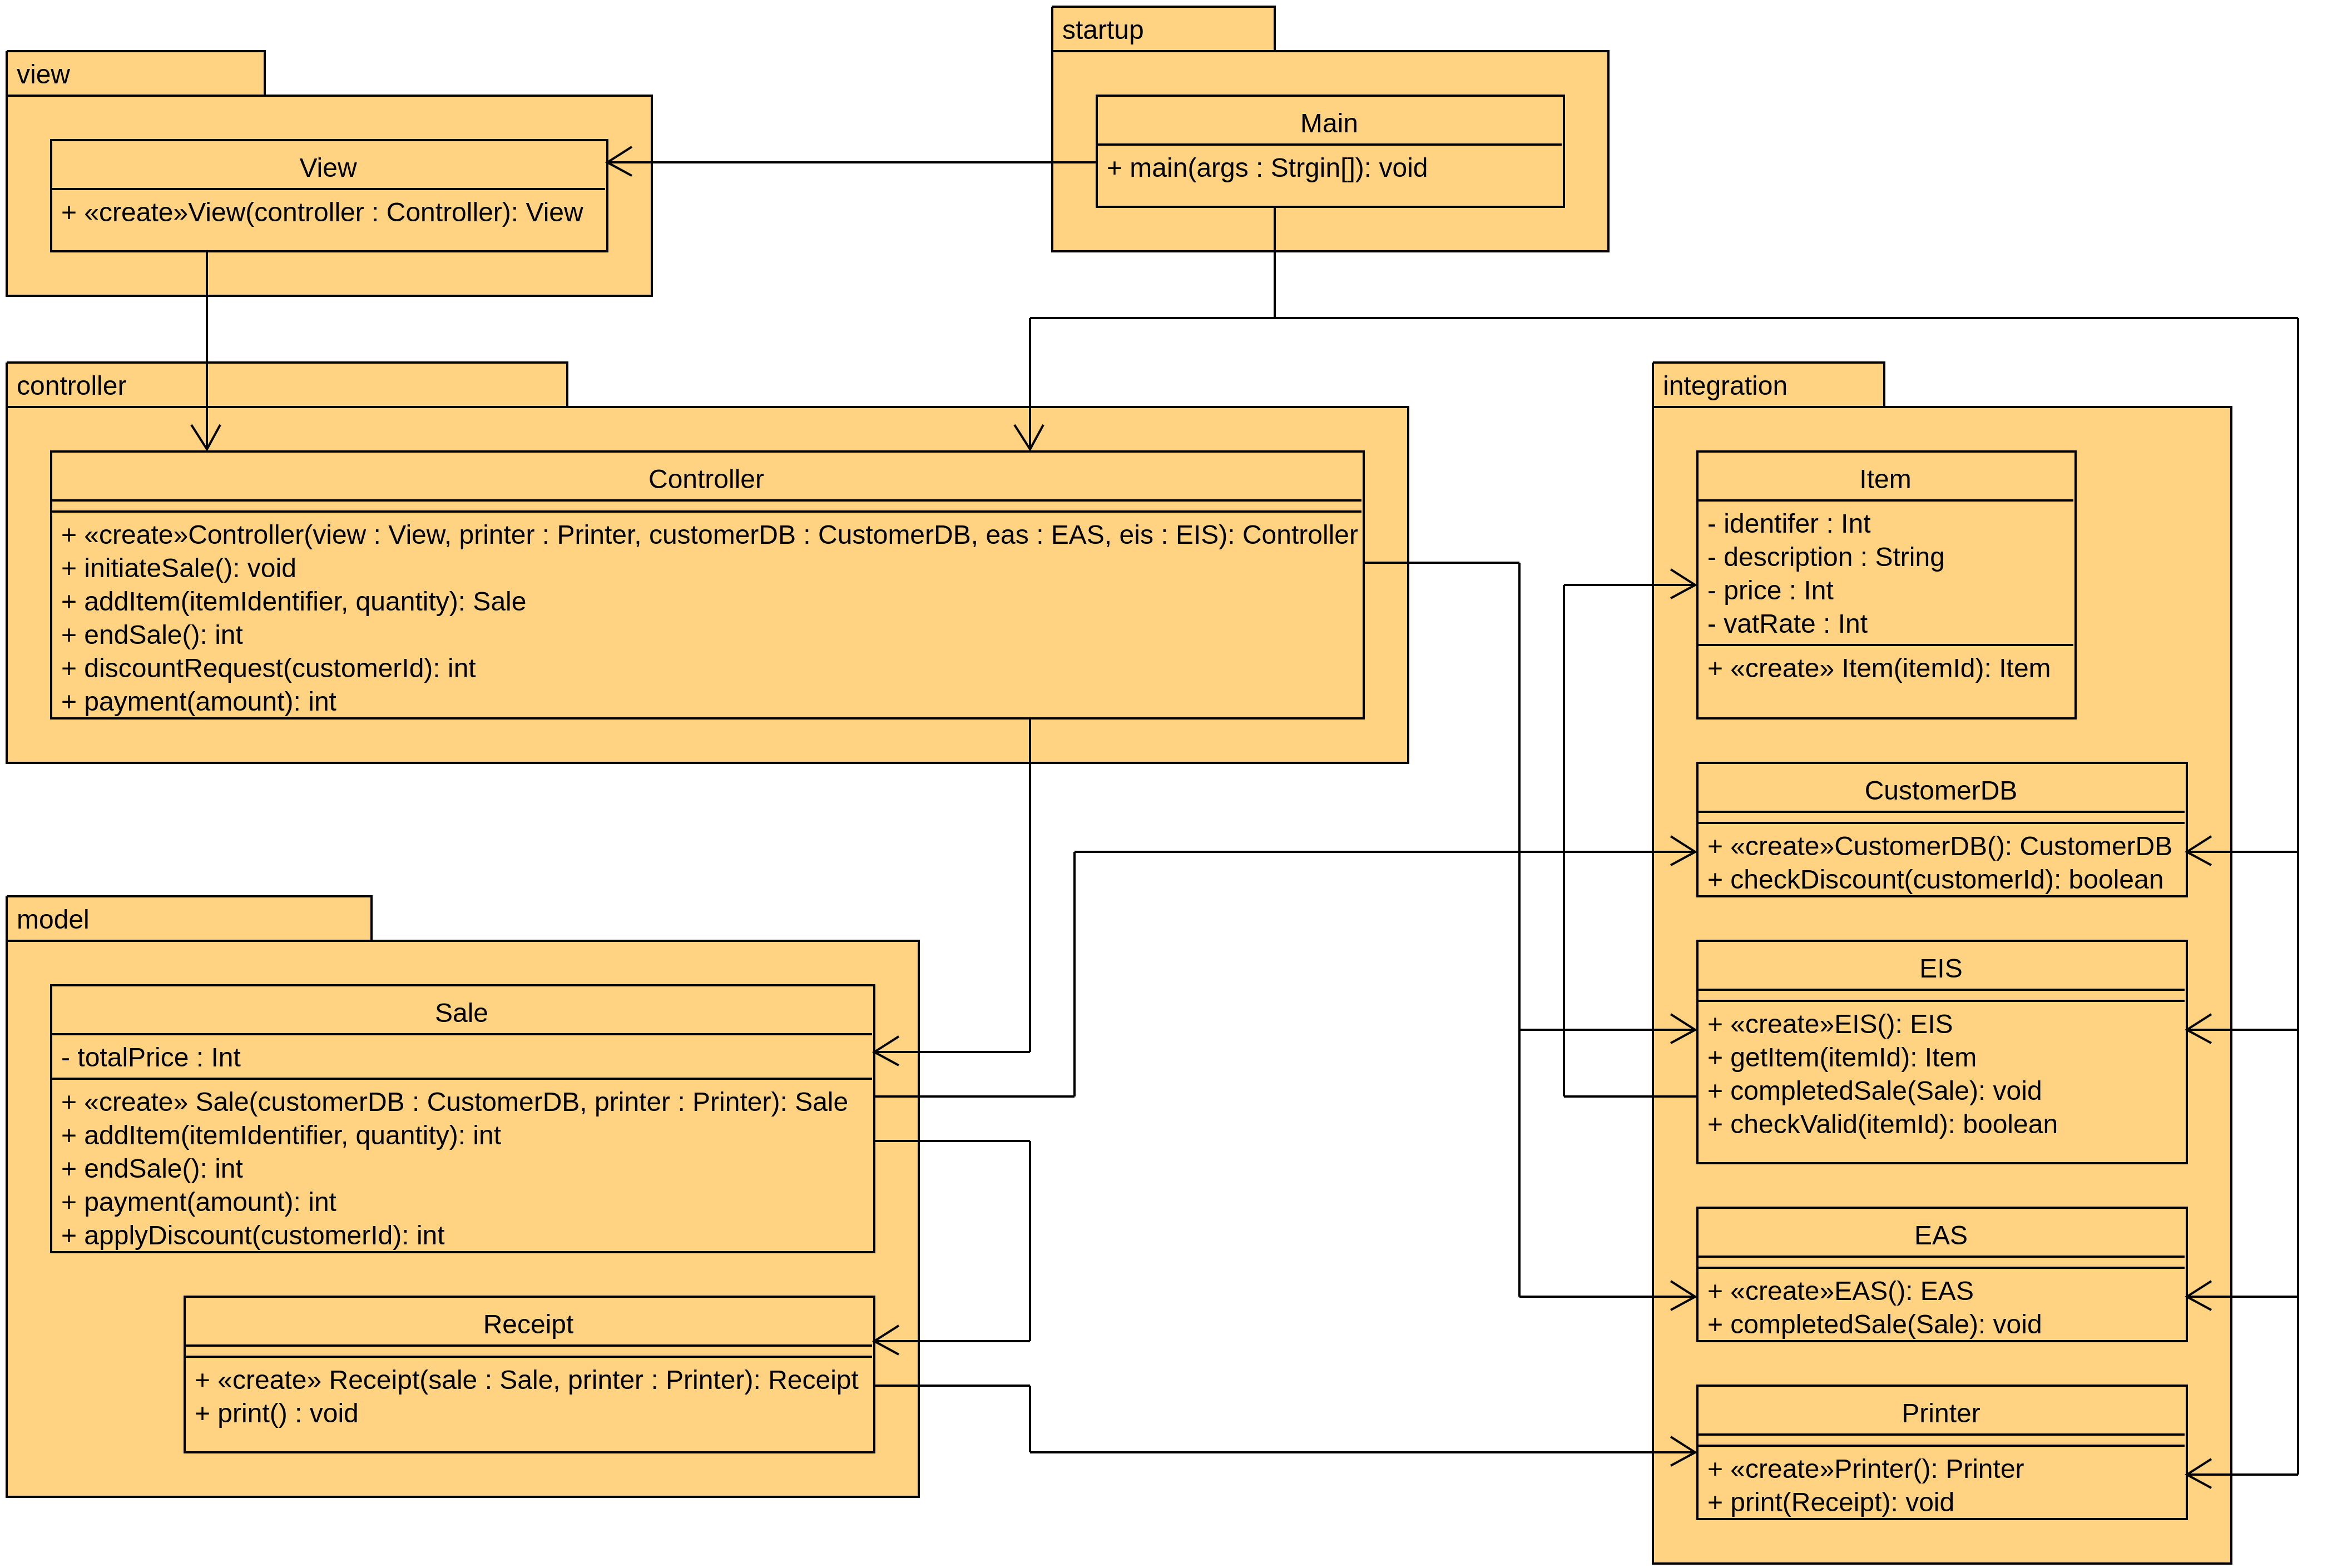 startup
Main
+ main(args : Strgin[]): void
view
View
+ «create»View(controller : Controller): View
controller
Controller
+ «create»Controller(view : View, printer : Printer, customerDB : CustomerDB, eas : EAS, eis : EIS): Controller
+ initiateSale(): void
+ addItem(itemIdentifier, quantity): Sale
+ endSale(): int
+ discountRequest(customerId): int
+ payment(amount): int
integration
Item
- identifer : Int
- description : String
- price : Int
- vatRate : Int
+ «create» Item(itemId): Item
CustomerDB
+ «create»CustomerDB(): CustomerDB
+ checkDiscount(customerId): boolean
EIS
+ «create»EIS(): EIS
+ getItem(itemId): Item
+ completedSale(Sale): void
+ checkValid(itemId): boolean
EAS
+ «create»EAS(): EAS
+ completedSale(Sale): void
Printer
+ «create»Printer(): Printer
+ print(Receipt): void
model
Sale
- totalPrice : Int
+ «create» Sale(customerDB : CustomerDB, printer : Printer): Sale
+ addItem(itemIdentifier, quantity): int
+ endSale(): int
+ payment(amount): int
+ applyDiscount(customerId): int
Receipt
+ «create» Receipt(sale : Sale, printer : Printer): Receipt
+ print() : void